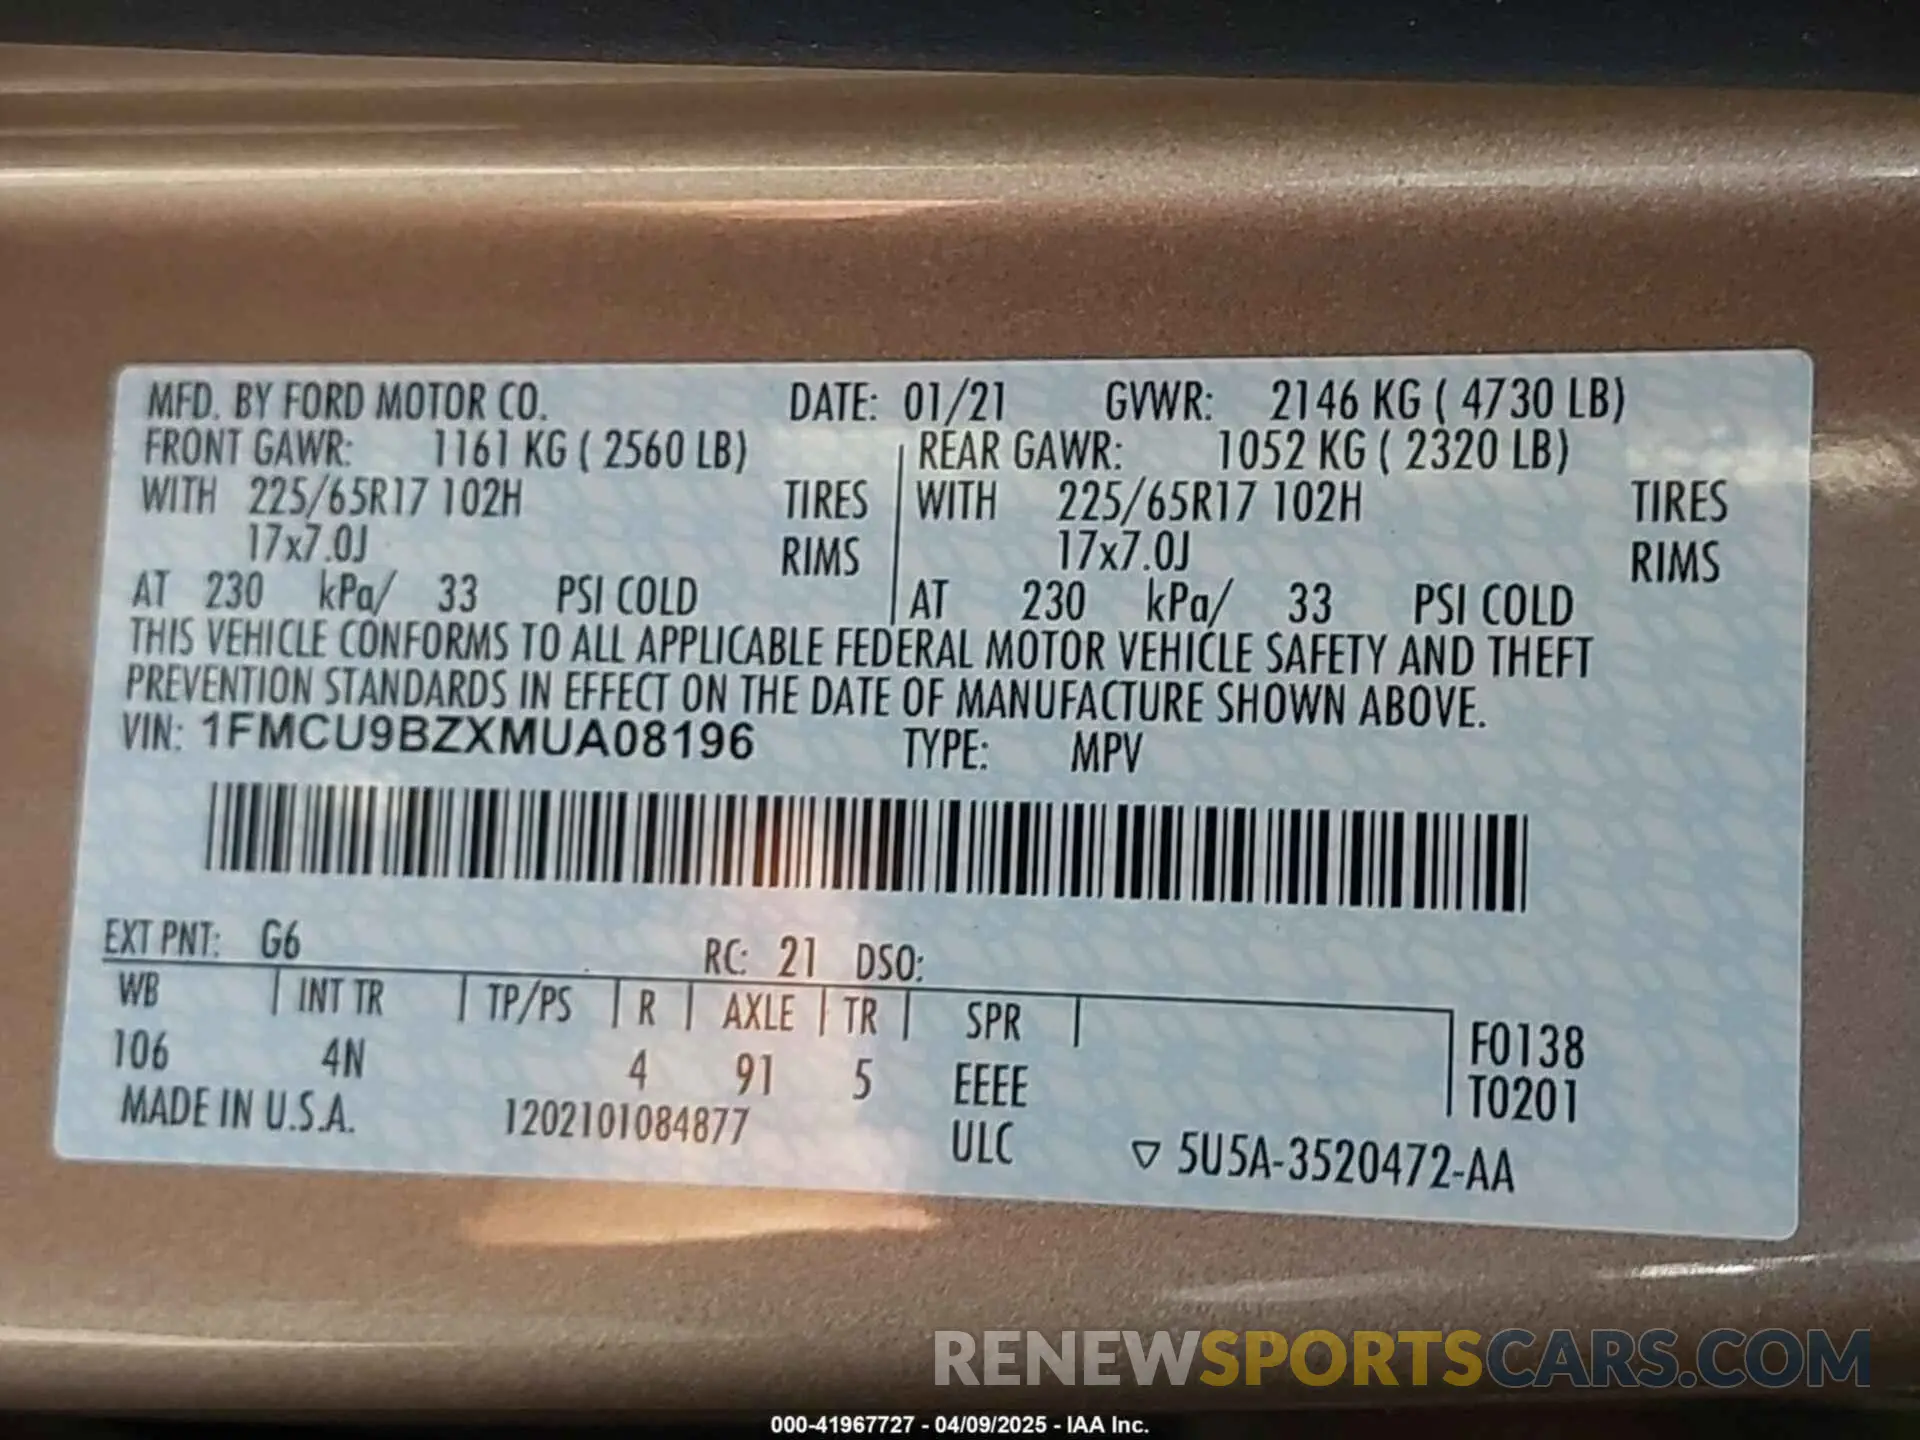 MFD. BY FORD MOTOR CO. DATE: 01/21 GVWR: 2146 KG ( 4730 LB)
FRONT GAWR: 1161 KG ( 2560 LB) REAR GAWR: 1052 KG ( 2320 LB)
WITH 225/65R17 102H TIRES WITH 225/65R17 102H TIRES
17x7.0J RIMS 17x7.0J RIMS
AT 230 kPa/ 33 PSI COLD AT 230 kPa/ 33 PSI COLD
THIS VEHICLE CONFORMS TO ALL APPLICABLE FEDERAL MOTOR VEHICLE SAFETY AND THEFT
PREVENTION STANDARDS IN EFFECT ON THE DATE OF MANUFACTURE SHOWN ABOVE.
VIN: 1FMCU9BZXMUA08196 TYPE: MPV
EXT PNT: G6 RC: 21 DSO:
WB INT TR TP/PS R AXLE TR SPR F0138
106 4N 4 91 5 EEEE T0201
MADE IN U.S.A. 1202101084877 ULC ▽ 5U5A-3520472-AA
RENEWSPORTSCARS.COM
000-41967727 - 04/09/2025 - IAA Inc.